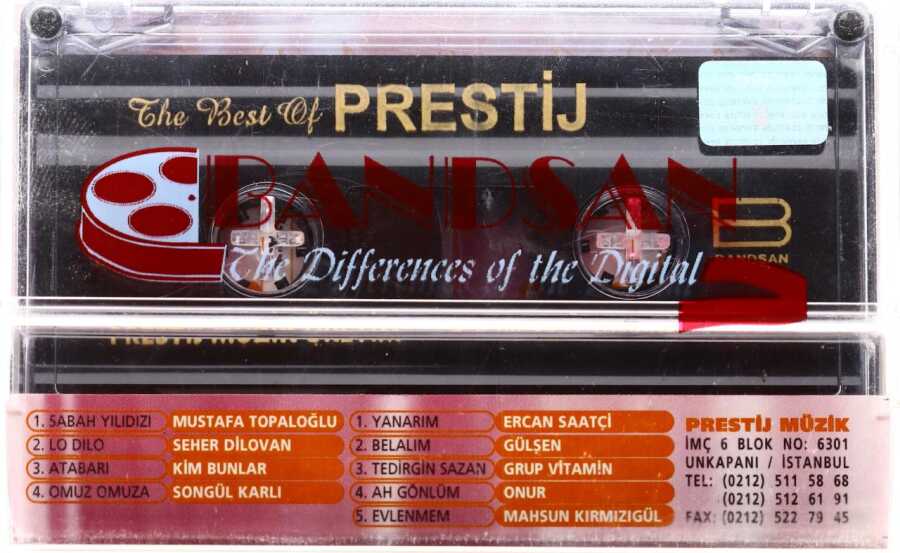 The Best Of PRESTİJ
BANDSAN
The Differences of the Digital
BANDSAN
1. SABAH YILIDIZI MUSTAFA TOPALOĞLU
2. LO DILO SEHER DİLOVAN
3. ATABARI KİM BUNLAR
4. OMUZ OMUZA SONGÜL KARLI
1. YANARIM ERCAN SAATÇİ
2. BELALIM GÜLŞEN
3. TEDİRGİN SAZAN GRUP VİTAMİN
4. AH GÖNLÜM ONUR
5. EVLENMEM MAHSUN KIRMIZIGÜL
PRESTİJ MÜZİK
İMÇ 6 BLOK NO: 6301
UNKAPANI / İSTANBUL
TEL: (0212) 511 58 68
(0212) 512 61 91
FAX: (0212) 522 79 45